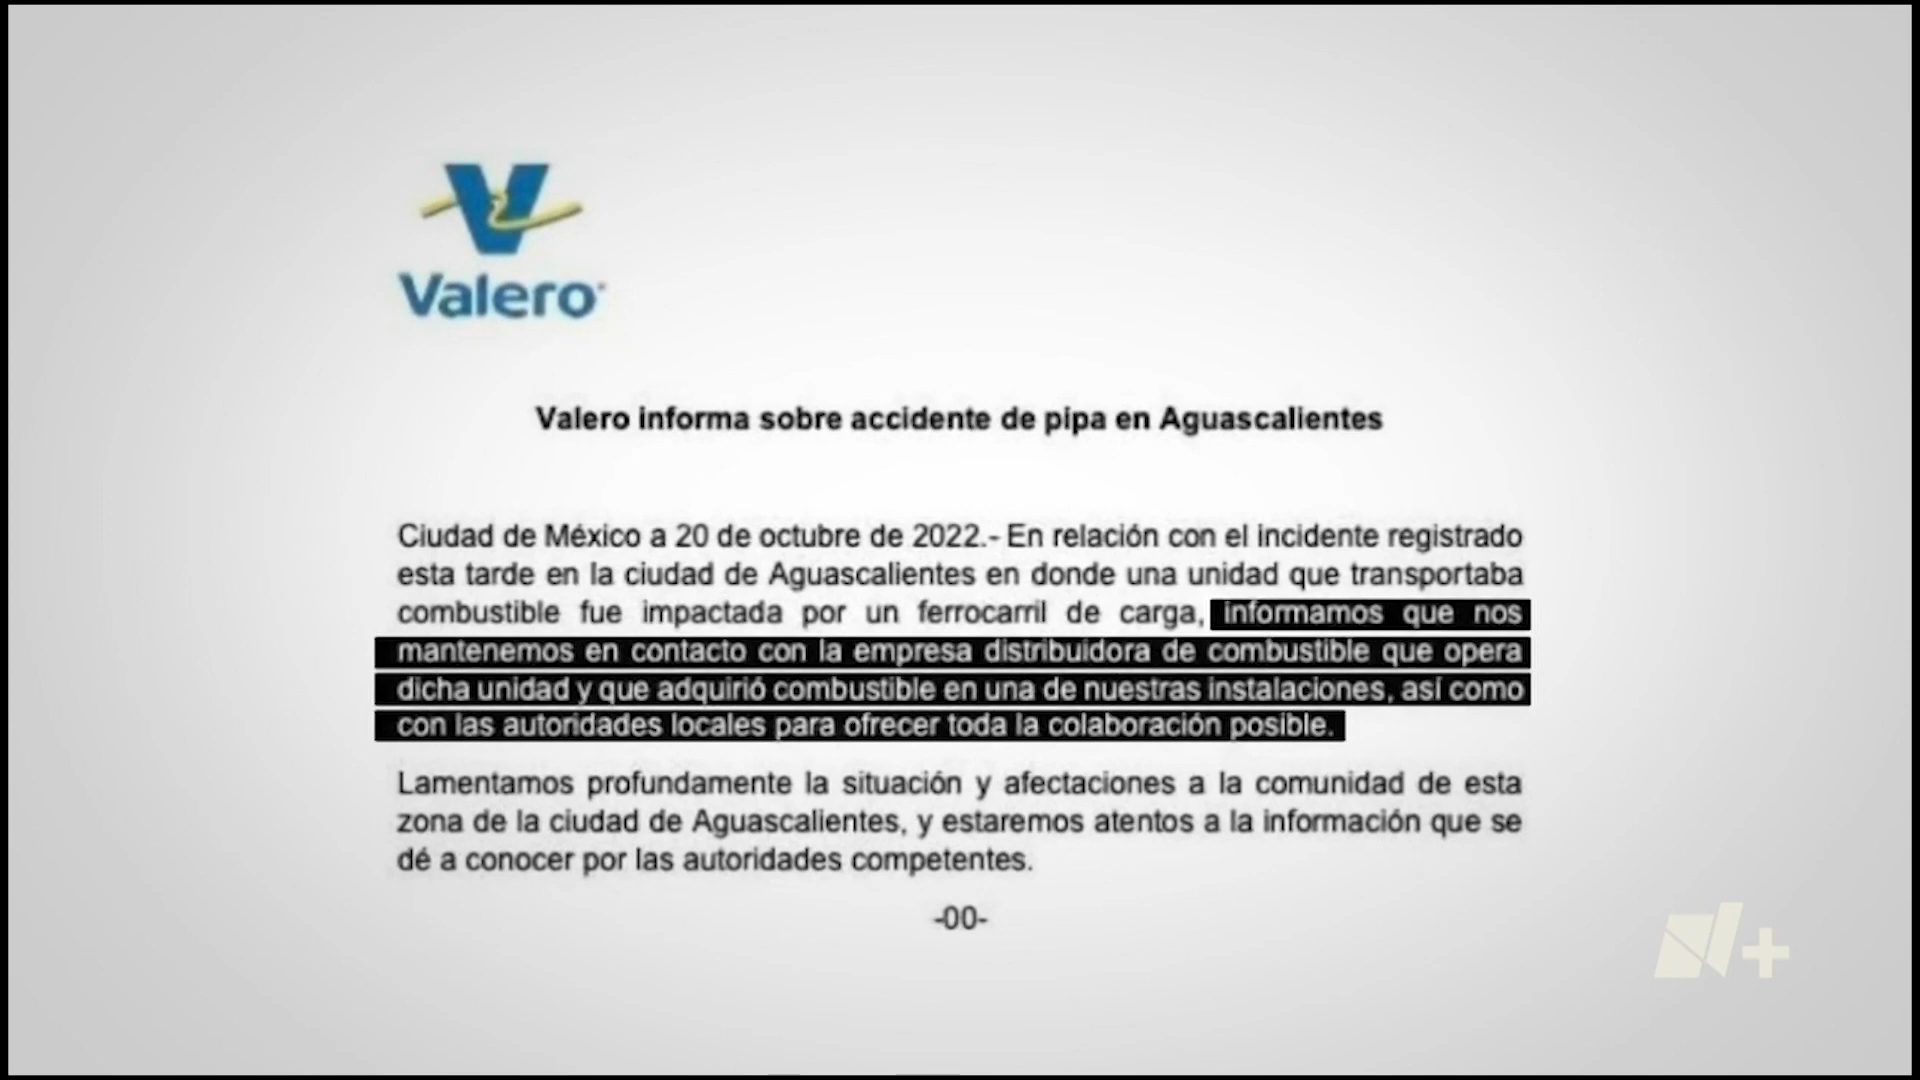 Valero
Valero informa sobre accidente de pipa en Aguascalientes
Ciudad de México a 20 de octubre de 2022.- En relación con el incidente registrado
esta tarde en la ciudad de Aguascalientes en donde una unidad que transportaba
combustible fue impactada por un ferrocarril de carga, informamos que nos
mantenemos en contacto con la empresa distribuidora de combustible que opera
dicha unidad y que adquirió combustible en una de nuestras instalaciones, así como
con las autoridades locales para ofrecer toda la colaboración posible.
Lamentamos profundamente la situación y afectaciones a la comunidad de esta
zona de la ciudad de Aguascalientes, y estaremos atentos a la información que se
dé a conocer por las autoridades competentes.
-00-
N+